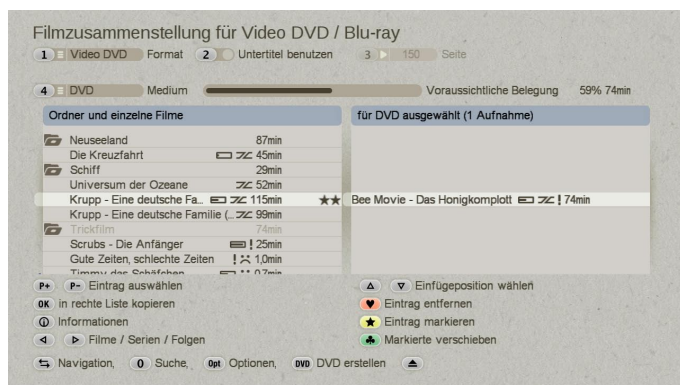 Filmzusammenstellung für Video DVD / Blu-ray
1 Video DVD Format 2 Untertitel benutzen 3 150 Seite
4 DVD Medium Voraussichtliche Belegung 59% 74min
Ordner und einzelne Filme
für DVD ausgewählt (1 Aufnahme)
Neuseeland 87min
Die Kreuzfahrt 45min
Schiff 29min
Universum der Ozeane 52min
Krupp - Eine deutsche Fa... 115min ★★ Bee Movie - Das Honigkomplott ! 74min
Krupp - Eine deutsche Familie (... 99min
Trickfilm 74min
Scrubs - Die Anfänger ! 25min
Gute Zeiten, schlechte Zeiten ! 1,0min
Timmy das Schäfchen 0,7min
P+ P- Eintrag auswählen
OK in rechte Liste kopieren
Informationen
Filme / Serien / Folgen
Einfügeposition wählen
Eintrag entfernen
Eintrag markieren
Markierte verschieben
Navigation, 0 Suche, Opt Optionen, DVD DVD erstellen